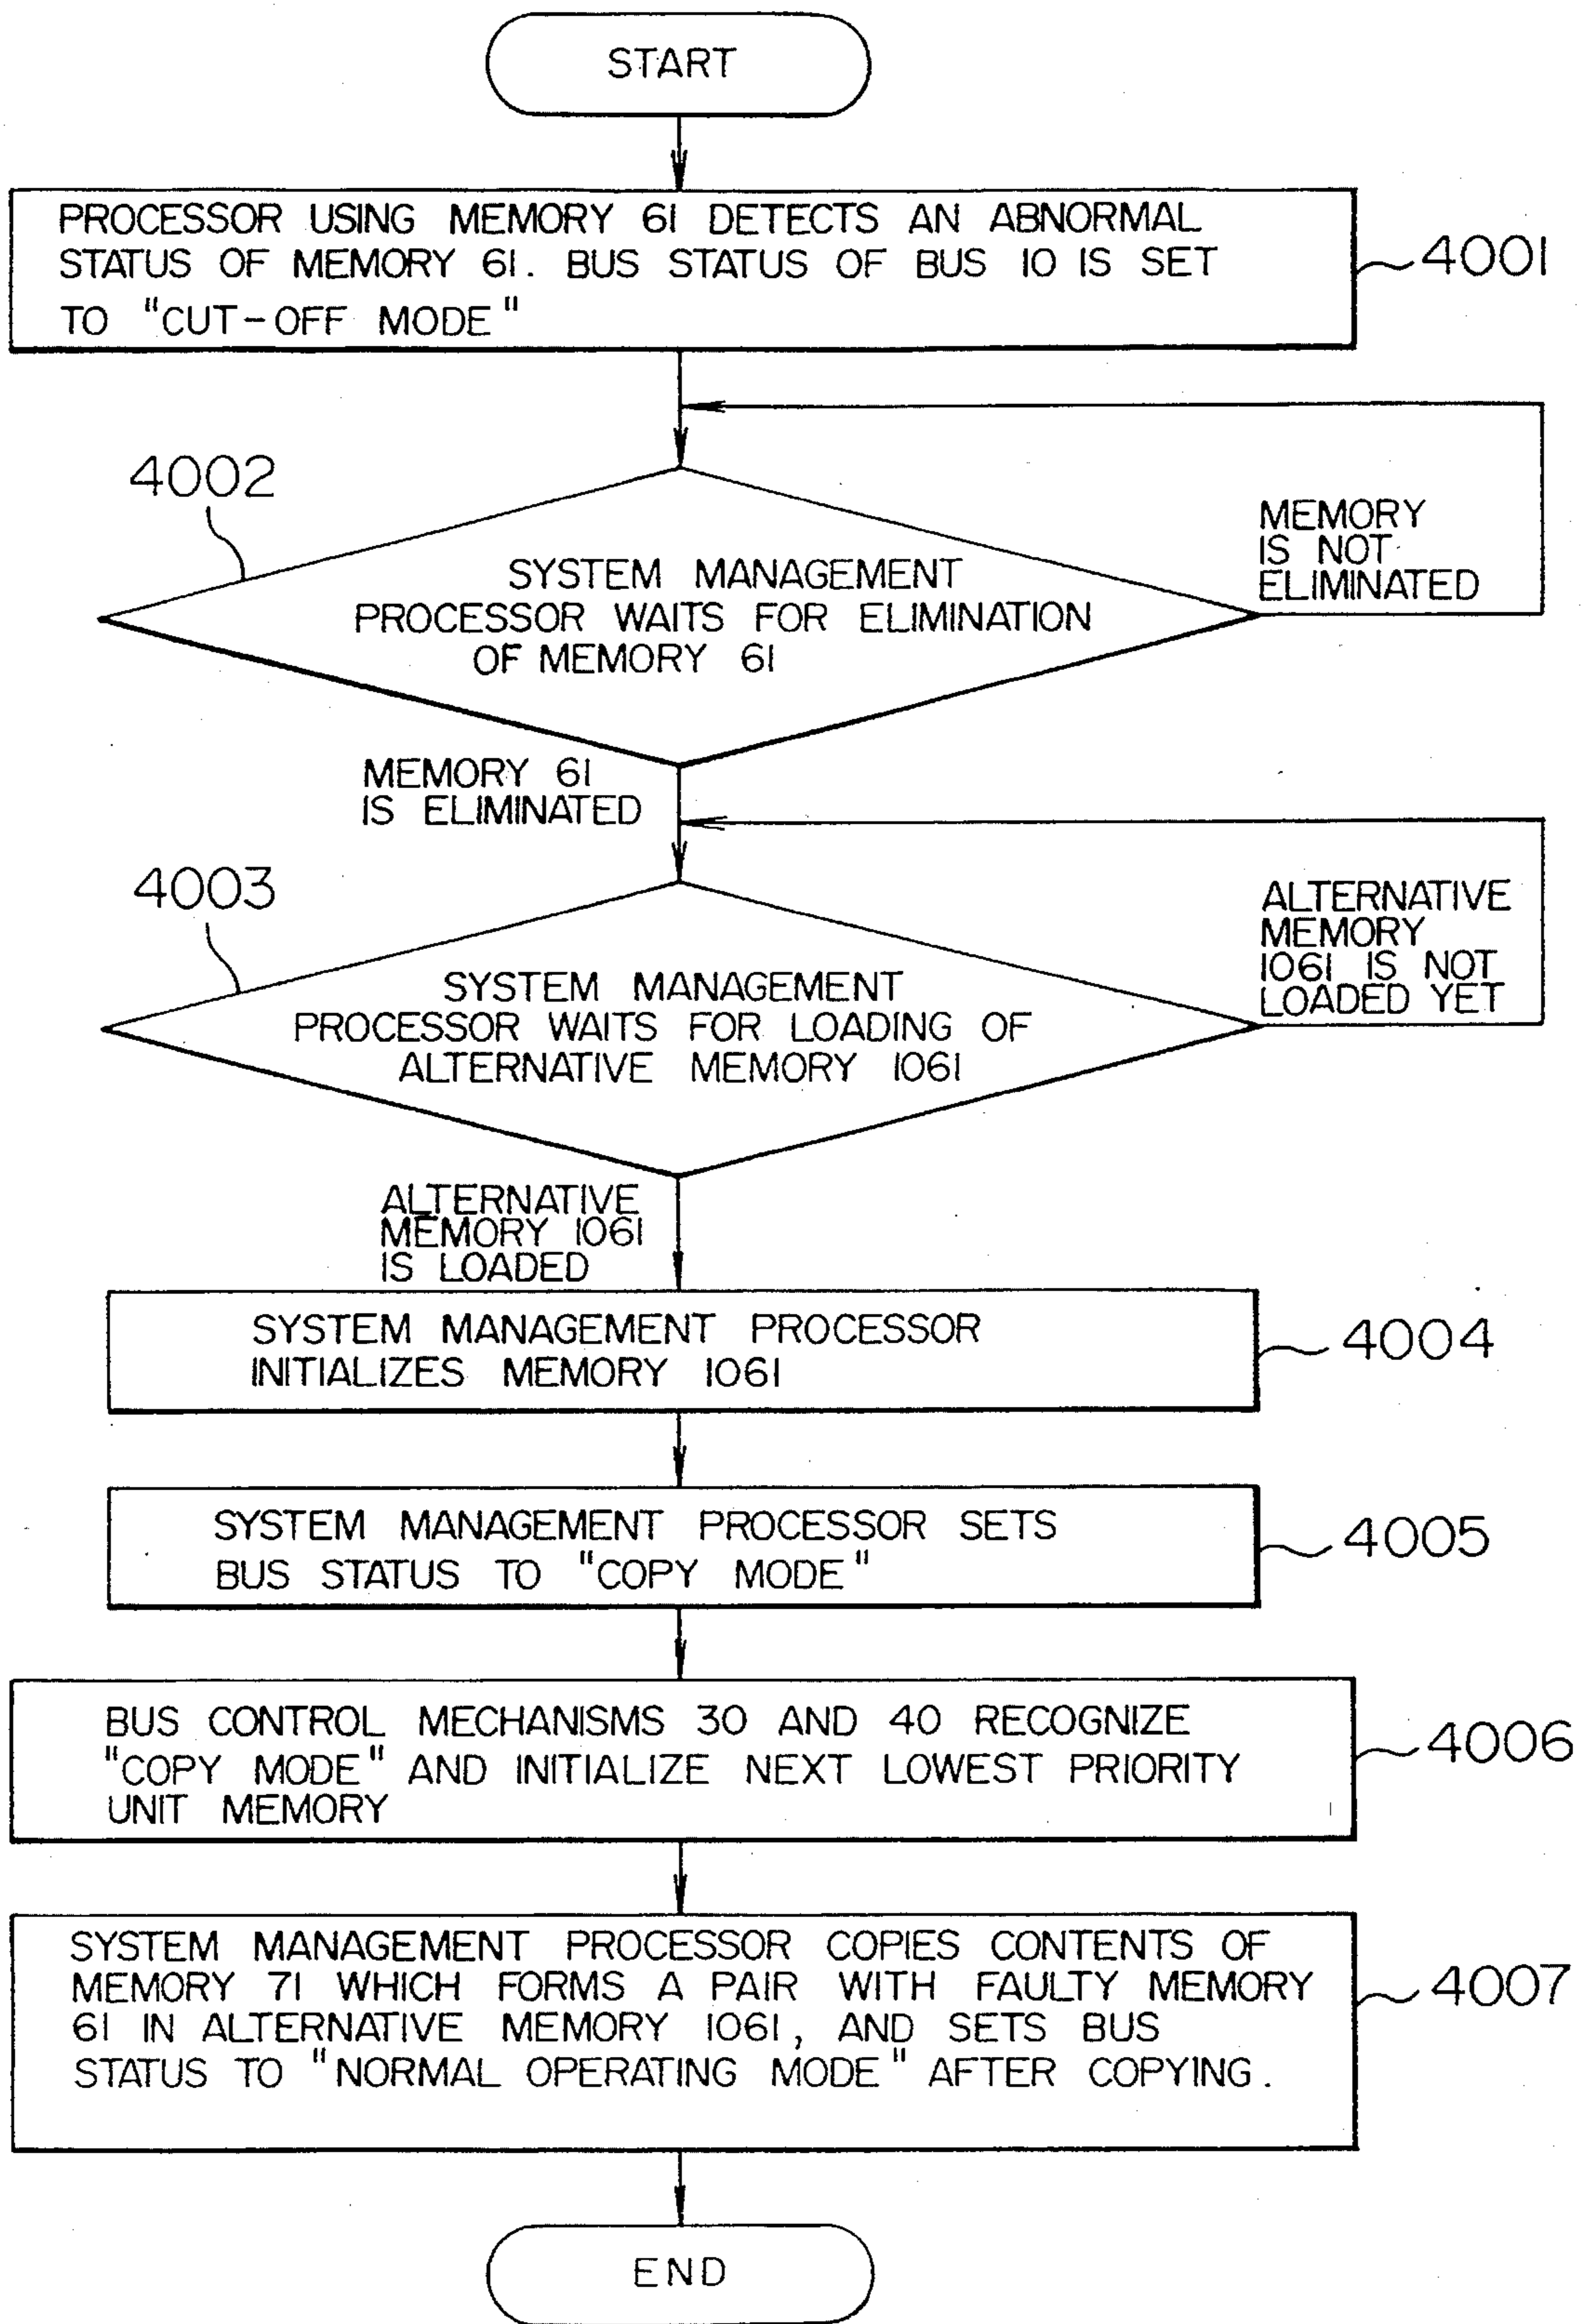 START
PROCESSOR USING MEMORY 61 DETECTS AN ABNORMAL
STATUS OF MEMORY 61. BUS STATUS OF BUS 10 IS SET
TO "CUT-OFF MODE"
4001
4002
SYSTEM MANAGEMENT
PROCESSOR WAITS FOR ELIMINATION
OF MEMORY 61
MEMORY
IS NOT
ELIMINATED
MEMORY 61
IS ELIMINATED
4003
SYSTEM MANAGEMENT
PROCESSOR WAITS FOR LOADING OF
ALTERNATIVE MEMORY 1061
ALTERNATIVE
MEMORY
1061 IS NOT
LOADED YET
ALTERNATIVE
MEMORY 1061
IS LOADED
SYSTEM MANAGEMENT PROCESSOR
INITIALIZES MEMORY 1061
4004
SYSTEM MANAGEMENT PROCESSOR SETS
BUS STATUS TO "COPY MODE"
4005
BUS CONTROL MECHANISMS 30 AND 40 RECOGNIZE
"COPY MODE" AND INITIALIZE NEXT LOWEST PRIORITY
UNIT MEMORY
4006
SYSTEM MANAGEMENT PROCESSOR COPIES CONTENTS OF
MEMORY 71 WHICH FORMS A PAIR WITH FAULTY MEMORY
61 IN ALTERNATIVE MEMORY 1061, AND SETS BUS
STATUS TO "NORMAL OPERATING MODE" AFTER COPYING.
4007
END